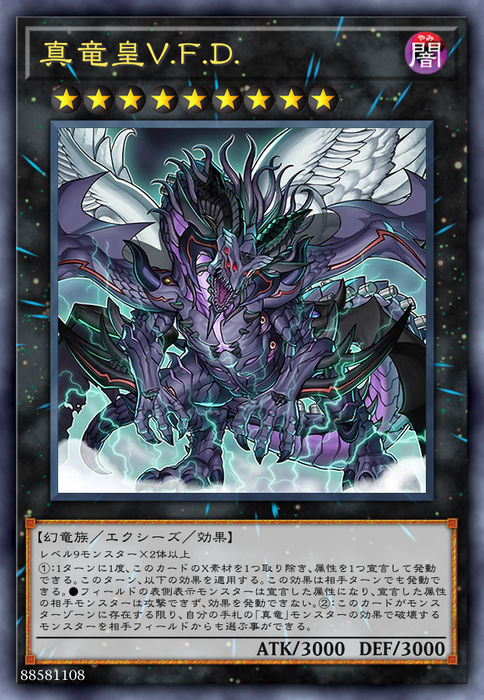 真竜皇V.F.D.
やみ
闇
【幻竜族／エクシーズ／効果】
レベル9モンスター×2体以上
①：1ターンに1度、このカードのX素材を1つ取り除き、属性を1つ宣言して発動
できる。このターン、以下の効果を適用する。この効果は相手ターンでも発動で
きる。●フィールドの表側表示モンスターは宣言した属性になり、宣言した属性
の相手モンスターは攻撃できず、効果を発動できない。②：このカードがモンス
ターゾーンに存在する限り、自分の手札の「真竜」モンスターの効果で破壊する
モンスターを相手フィールドからも選ぶ事ができる。
ATK/3000 DEF/3000
88581108